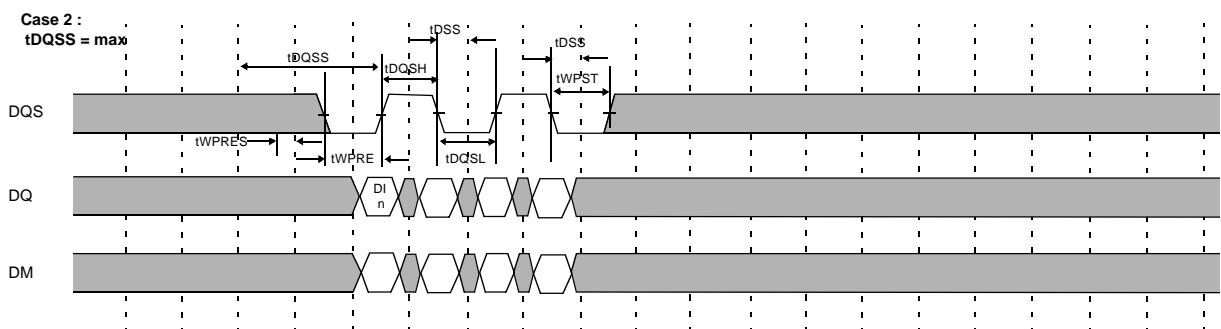 Case 2 :
tDQSS = max
tDSS
tDSS
tDQSS
tDQSH
tWPST
DQS
tWPRES
tWPRE
tDQSL
DQ
DI
n
DM